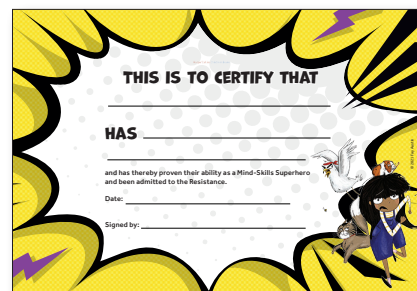 THIS IS TO CERTIFY THAT
HAS
and has thereby proven their ability as a Mind-Skills Superhero
and been admitted to the Resistance.
Date:
Signed by: